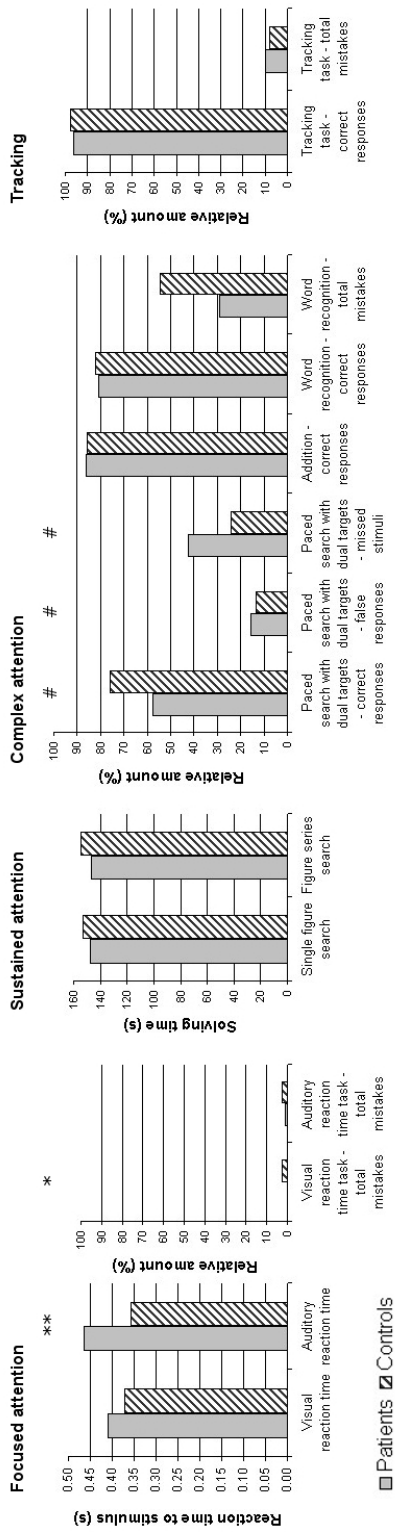 Focused attention
**
*
Reaction time to stimulus (s)
0.50
0.45
0.40
0.35
0.30
0.25
0.20
0.15
0.10
0.05
0.00
Visual
reaction time
Auditory
reaction time
Relative amount (%)
100
90
80
70
60
50
40
30
20
10
0
Visual
reaction
time task -
total
mistakes
Auditory
reaction
time task -
total
mistakes
Sustained attention
Solving time (s)
160
140
120
100
80
60
40
20
0
Single figure
search
Figure series
search
Complex attention
#
#
#
Relative amount (%)
100
90
80
70
60
50
40
30
20
10
0
Paced
search with
dual targets
- correct
responses
Paced
search with
dual targets
- false
responses
Paced
search with
dual targets
- missed
stimuli
Addition -
correct
responses
Word
recognition -
correct
responses
Word
recognition -
total
mistakes
Tracking
Relative amount (%)
100
90
80
70
60
50
40
30
20
10
0
Tracking
task -
correct
responses
Tracking
task - total
mistakes
Patients Controls